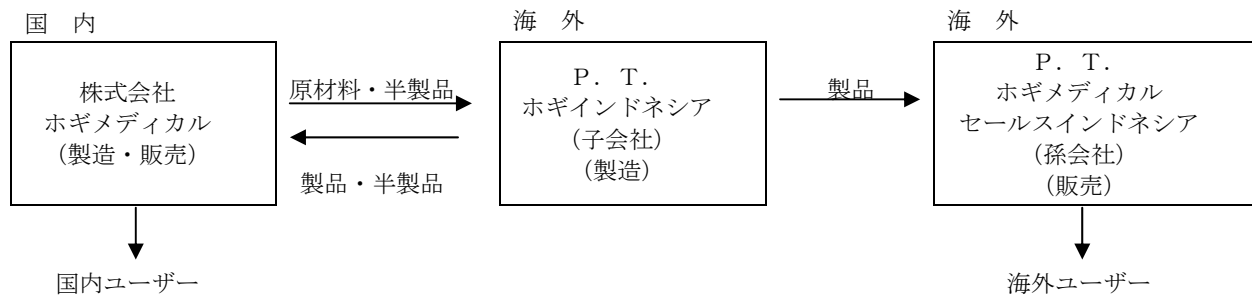 国 内
株式会社
ホギメディカル
(製造・販売)
国内ユーザー
原材料・半製品
製品・半製品
海 外
P. T.
ホギインドネシア
(子会社)
(製造)
製品
海 外
P. T.
ホギメディカル
セールスインドネシア
(孫会社)
(販売)
海外ユーザー